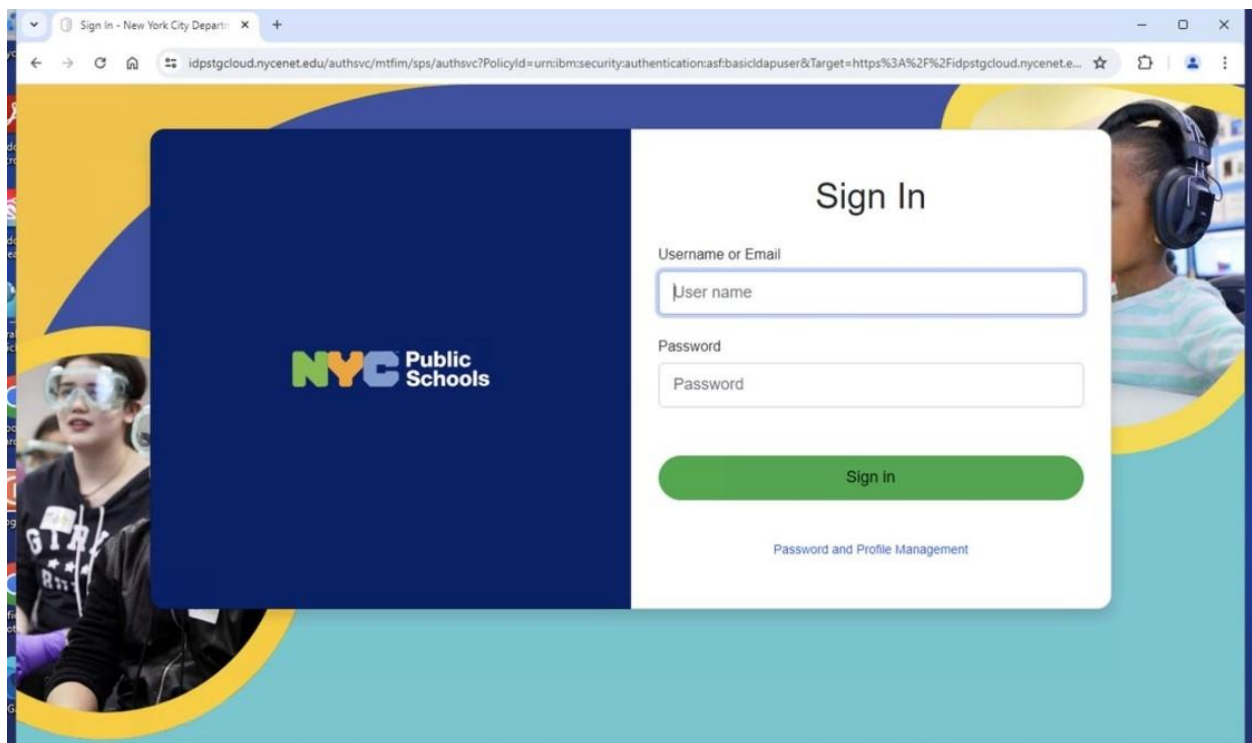 Sign In - New York City Departm
idpstgcloud.nycenet.edu/authsvc/mtfim/sps/authsvc?PolicyId=urn:ibm:security:authentication:asf:basicldapuser&Target=https%3A%2F%2Fidpstgcloud.nycenet.e...
Sign In
Username or Email
User name
NYC Public
Schools
Password
Password
Sign in
Password and Profile Management
GTRL